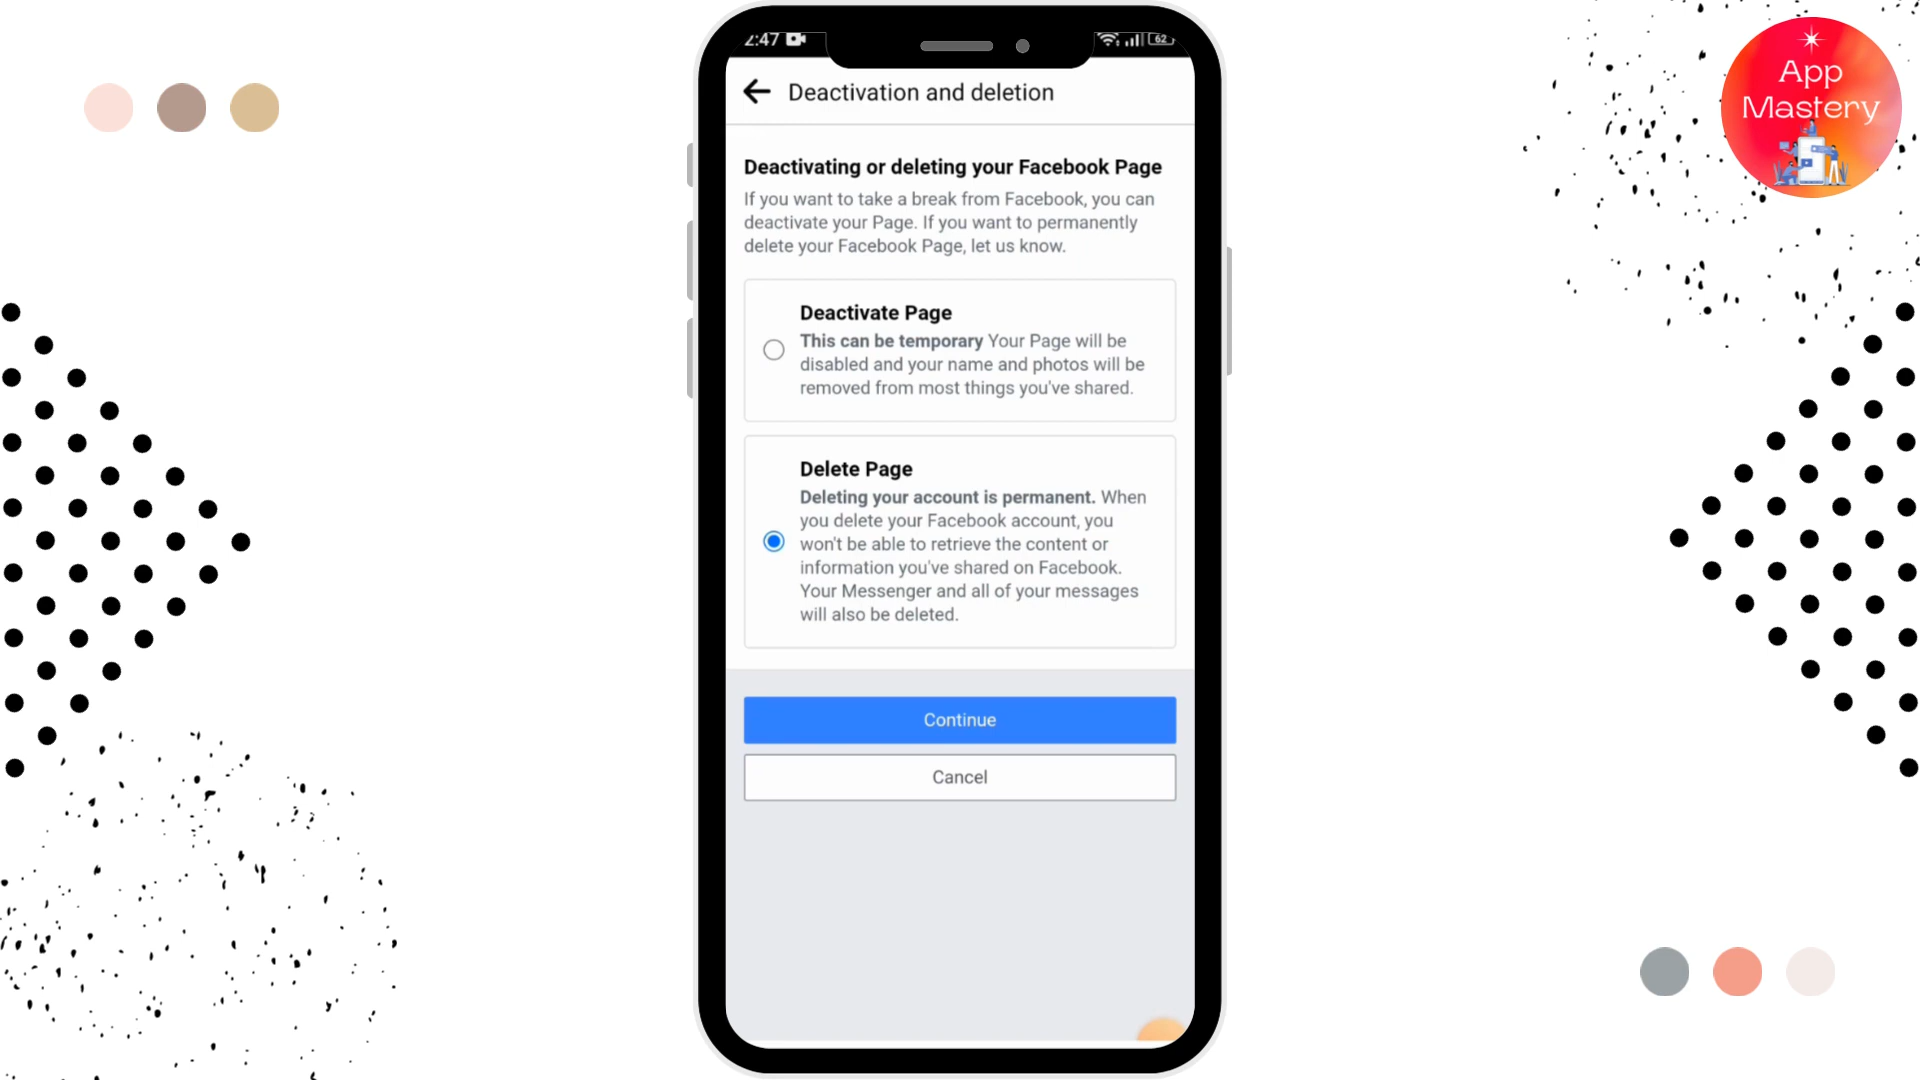 2:47
62
Deactivation and deletion
Deactivating or deleting your Facebook Page
If you want to take a break from Facebook, you can
deactivate your Page. If you want to permanently
delete your Facebook Page, let us know.
Deactivate Page
This can be temporary Your Page will be
disabled and your name and photos will be
removed from most things you've shared.
Delete Page
Deleting your account is permanent. When
you delete your Facebook account, you
won't be able to retrieve the content or
information you've shared on Facebook.
Your Messenger and all of your messages
will also be deleted.
Continue
Cancel
App
Mastery